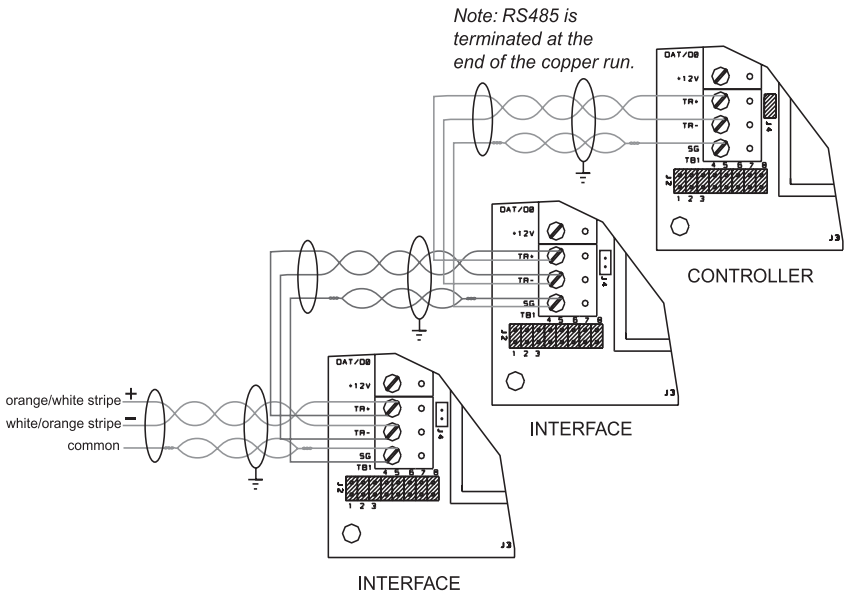 Note: RS485 is
terminated at the
end of the copper run.
DAT/D0
+12V
TR+
TR-
SG
TB1
J4
4 5 6 7 8
J2
1 2 3
J3
CONTROLLER
DAT/D0
+12V
TR+
TR-
SG
TB1
J4
4 5 6 7 8
J2
1 2 3
J3
INTERFACE
orange/white stripe +
white/orange stripe −
common
DAT/D0
+12V
TR+
TR-
SG
TB1
J4
4 5 6 7 8
J2
1 2 3
J3
INTERFACE